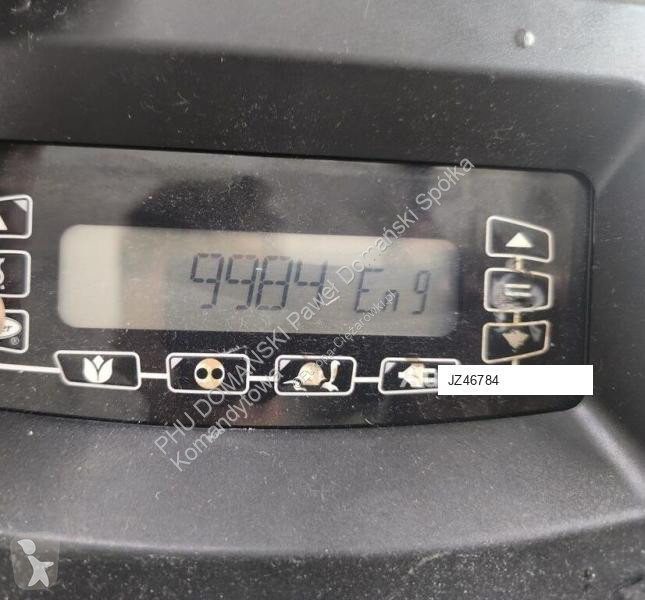 9984 Eng
JZ46784
PHU DOMAŃSKI Paweł Domański Spółka
Komandytowa